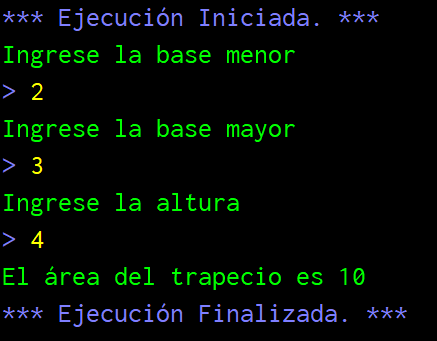 *** Ejecución Iniciada. ***
Ingrese la base menor
> 2
Ingrese la base mayor
> 3
Ingrese la altura
> 4
El área del trapecio es 10
*** Ejecución Finalizada. ***